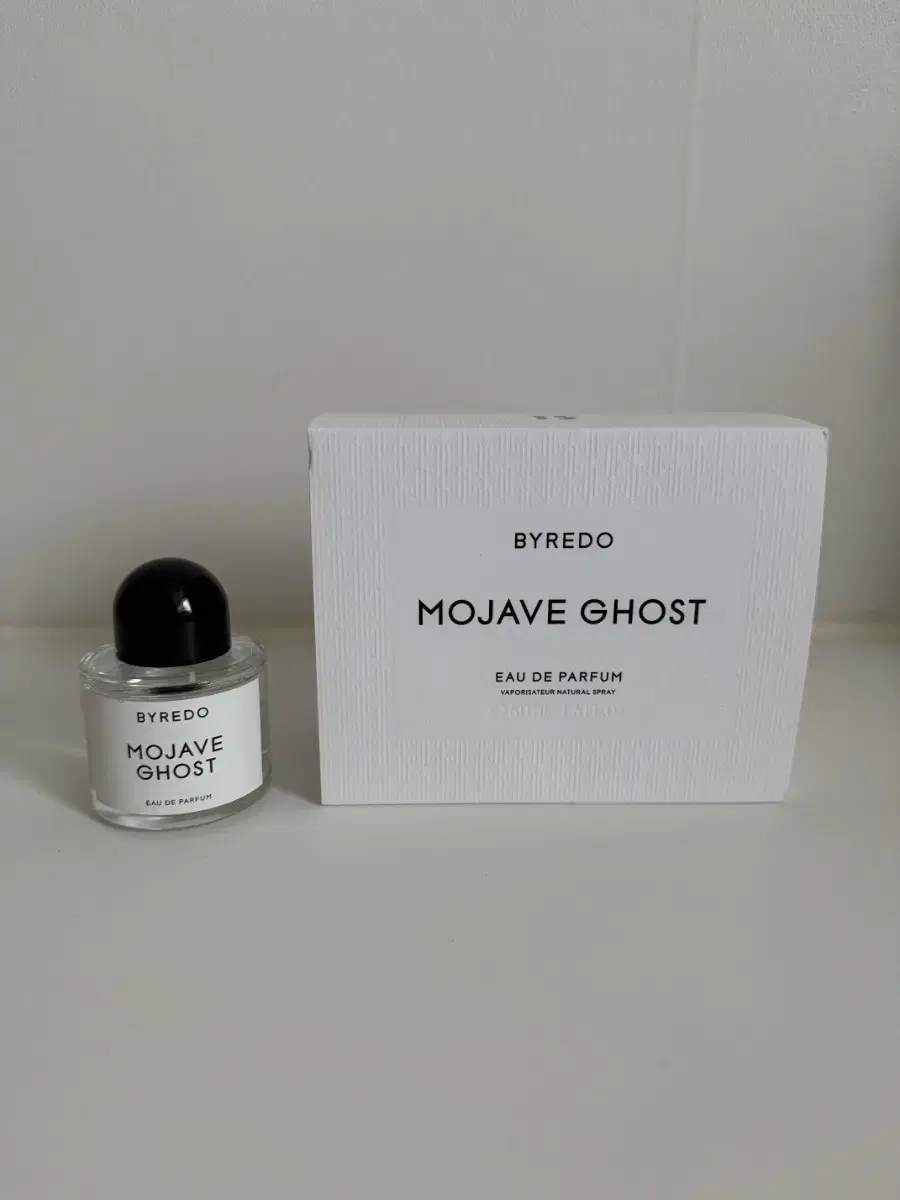 BYREDO
MOJAVE
GHOST
EAU DE PARFUM
BYREDO
MOJAVE GHOST
EAU DE PARFUM
VAPORISATEUR NATURAL SPRAY